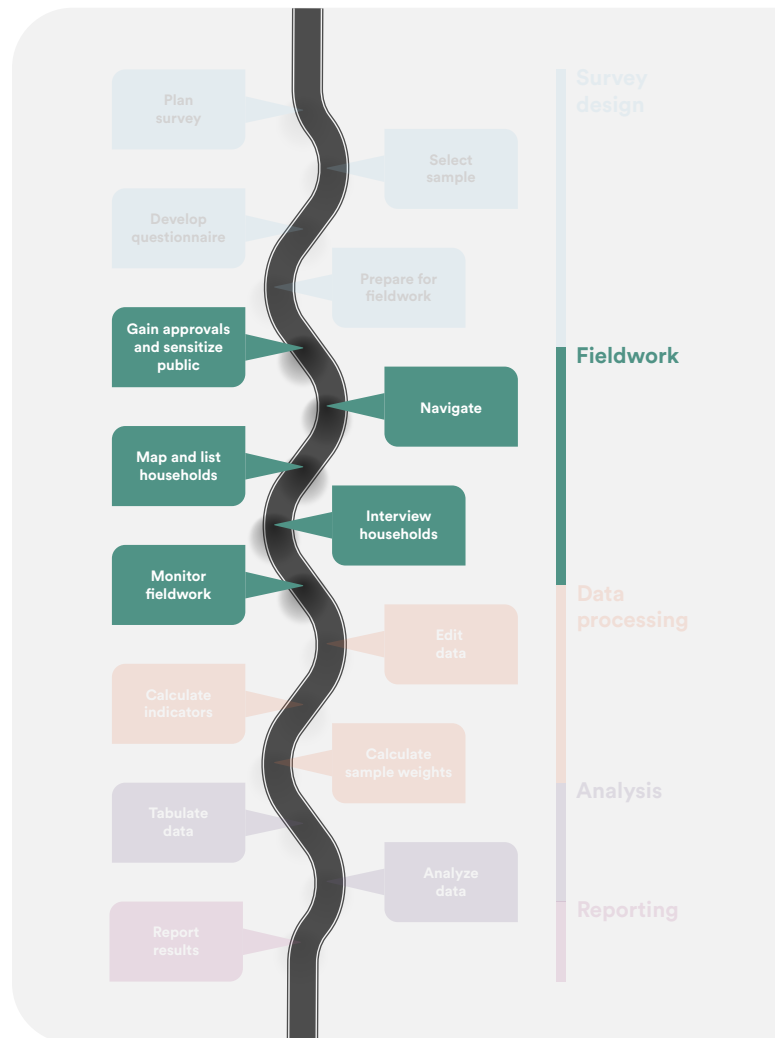 Plan
survey
Survey
design
Select
sample
Develop
questionnaire
Prepare for
fieldwork
Gain approvals
and sensitize
public
Fieldwork
Navigate
Map and list
households
Interview
households
Monitor
fieldwork
Data
processing
Edit
data
Calculate
indicators
Calculate
sample weights
Analysis
Tabulate
data
Analyze
data
Reporting
Report
results